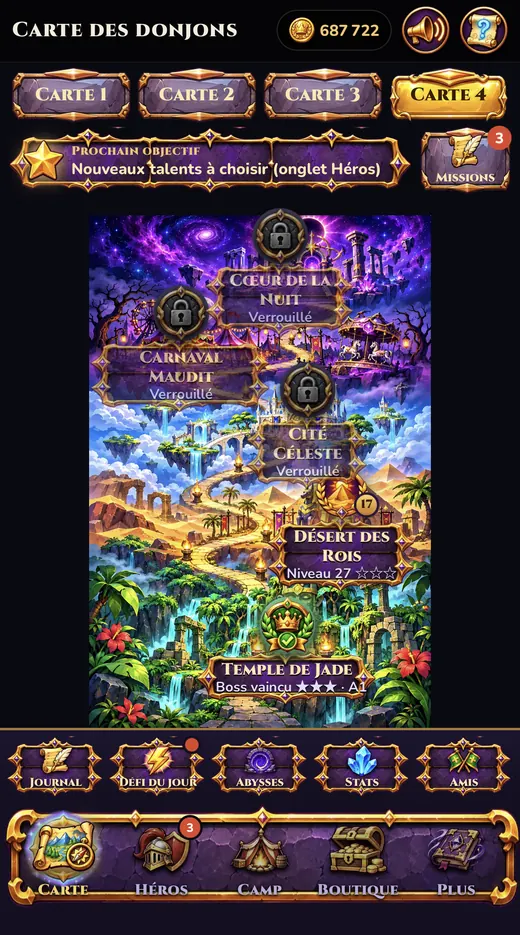 Carte des donjons
687 722
Carte 1
Carte 2
Carte 3
Carte 4
Prochain objectif
Nouveaux talents à choisir (onglet Héros)
3
Missions
Cœur de la
Nuit
Verrouillé
Carnaval
Maudit
Verrouillé
Cité
Céleste
Verrouillé
17
Désert des
Rois
Niveau 27 ☆☆☆
Temple de Jade
Boss vaincu ★★★ · A1
Journal
Défi du jour
Abysses
Stats
Amis
3
Carte
Héros
Camp
Boutique
Plus